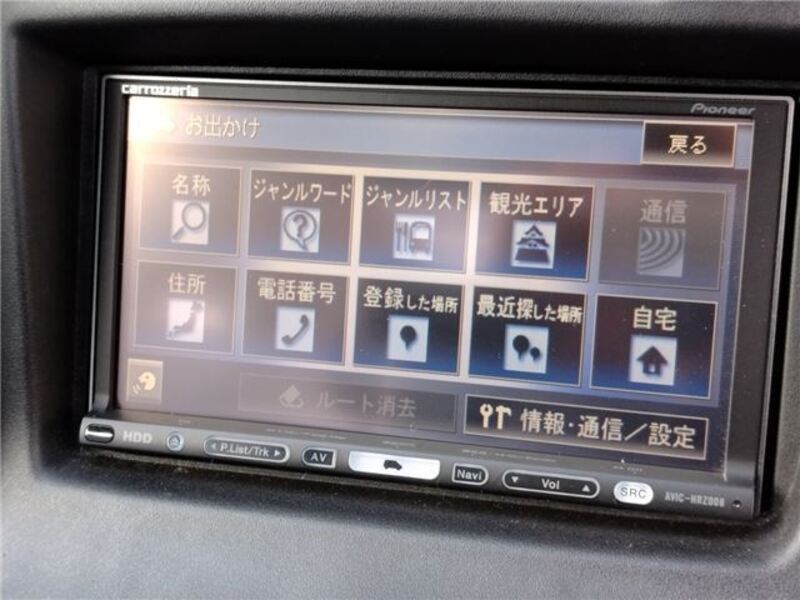 carrozzeria
Pioneer
お出かけ
戻る
名称
ジャンルワード
ジャンルリスト
観光エリア
通信
住所
電話番号
登録した場所
最近探した場所
自宅
ルート消去
情報・通信／設定
HDD
P.List/Trk
AV
Navi
Vol
SRC
AVIC-HRZ008